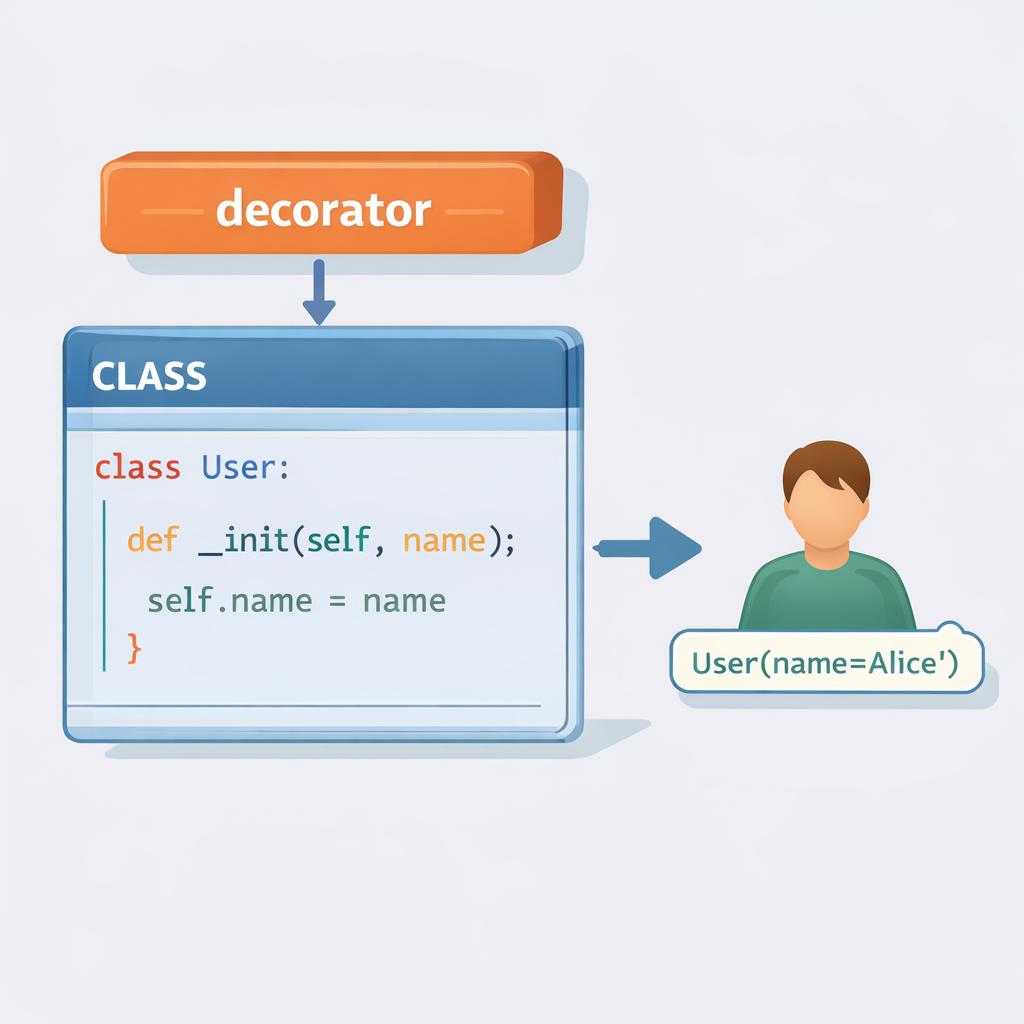 decorator
CLASS
class User:
def _init(self, name);
self.name = name
}
User(name=Alice')